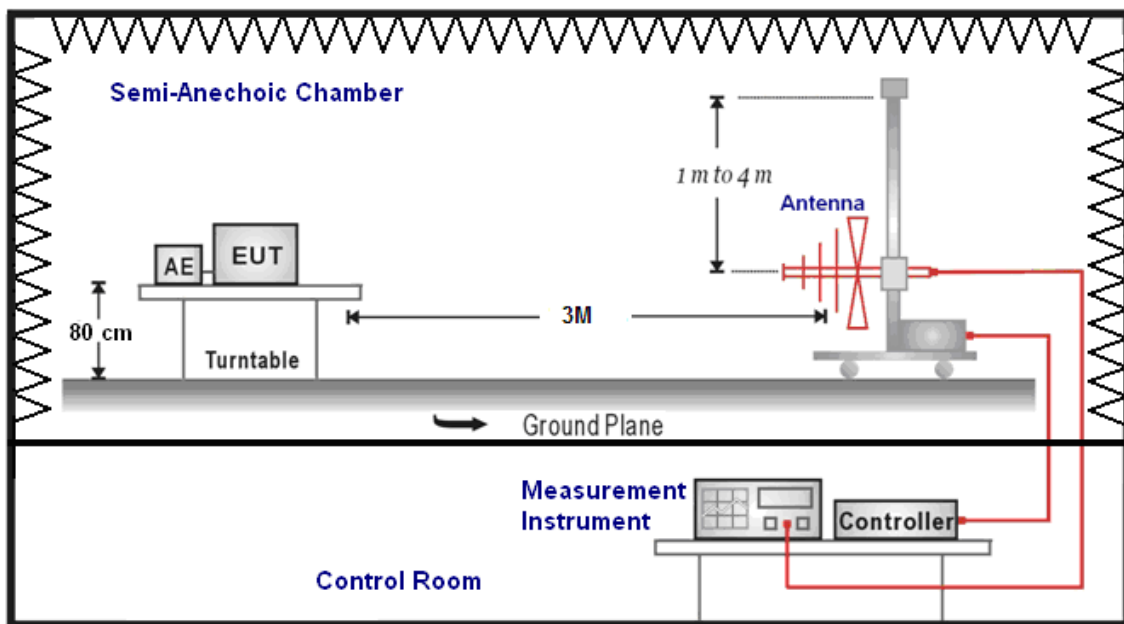 Semi-Anechoic Chamber
1 m to 4 m
Antenna
AE
EUT
80 cm
3M
Turntable
Ground Plane
Measurement
Instrument
Controller
Control Room